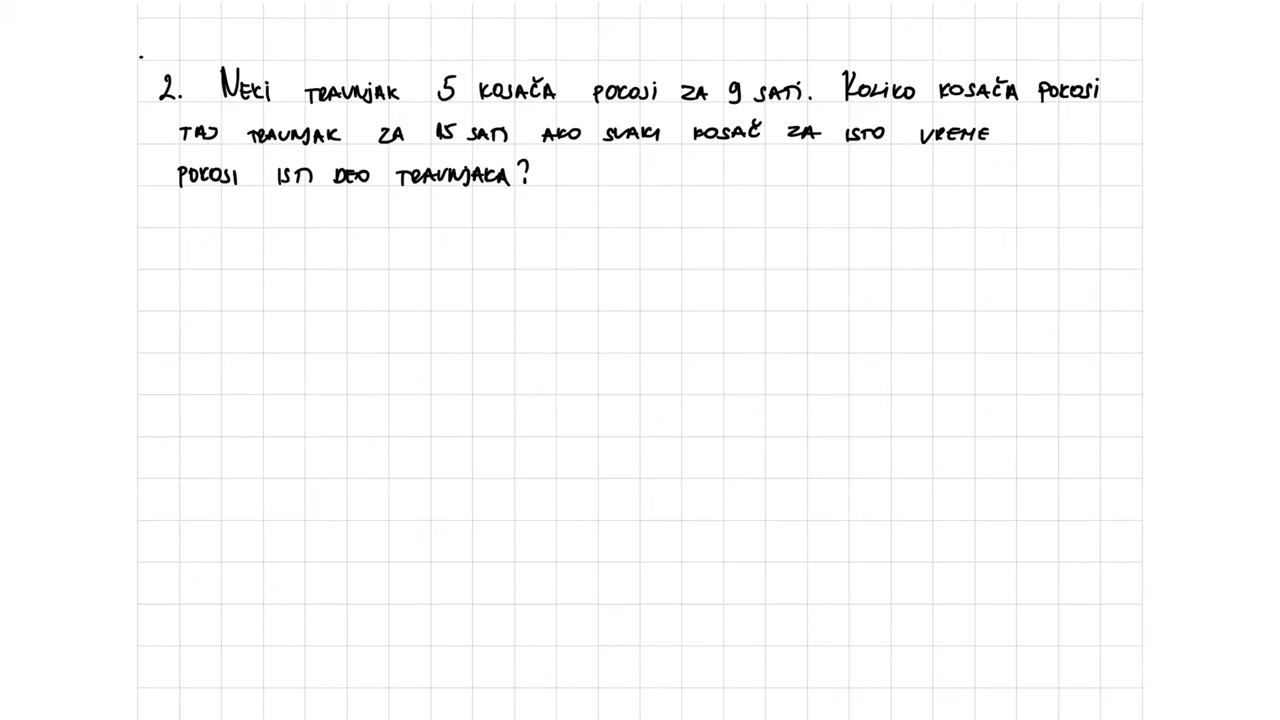 2. Neki travnjak 5 kosača pokosi za 9 sati. Koliko kosača pokosi
taj travnjak za 15 sati ako svaki kosač za isto vreme
pokosi isti deo travnjaka?